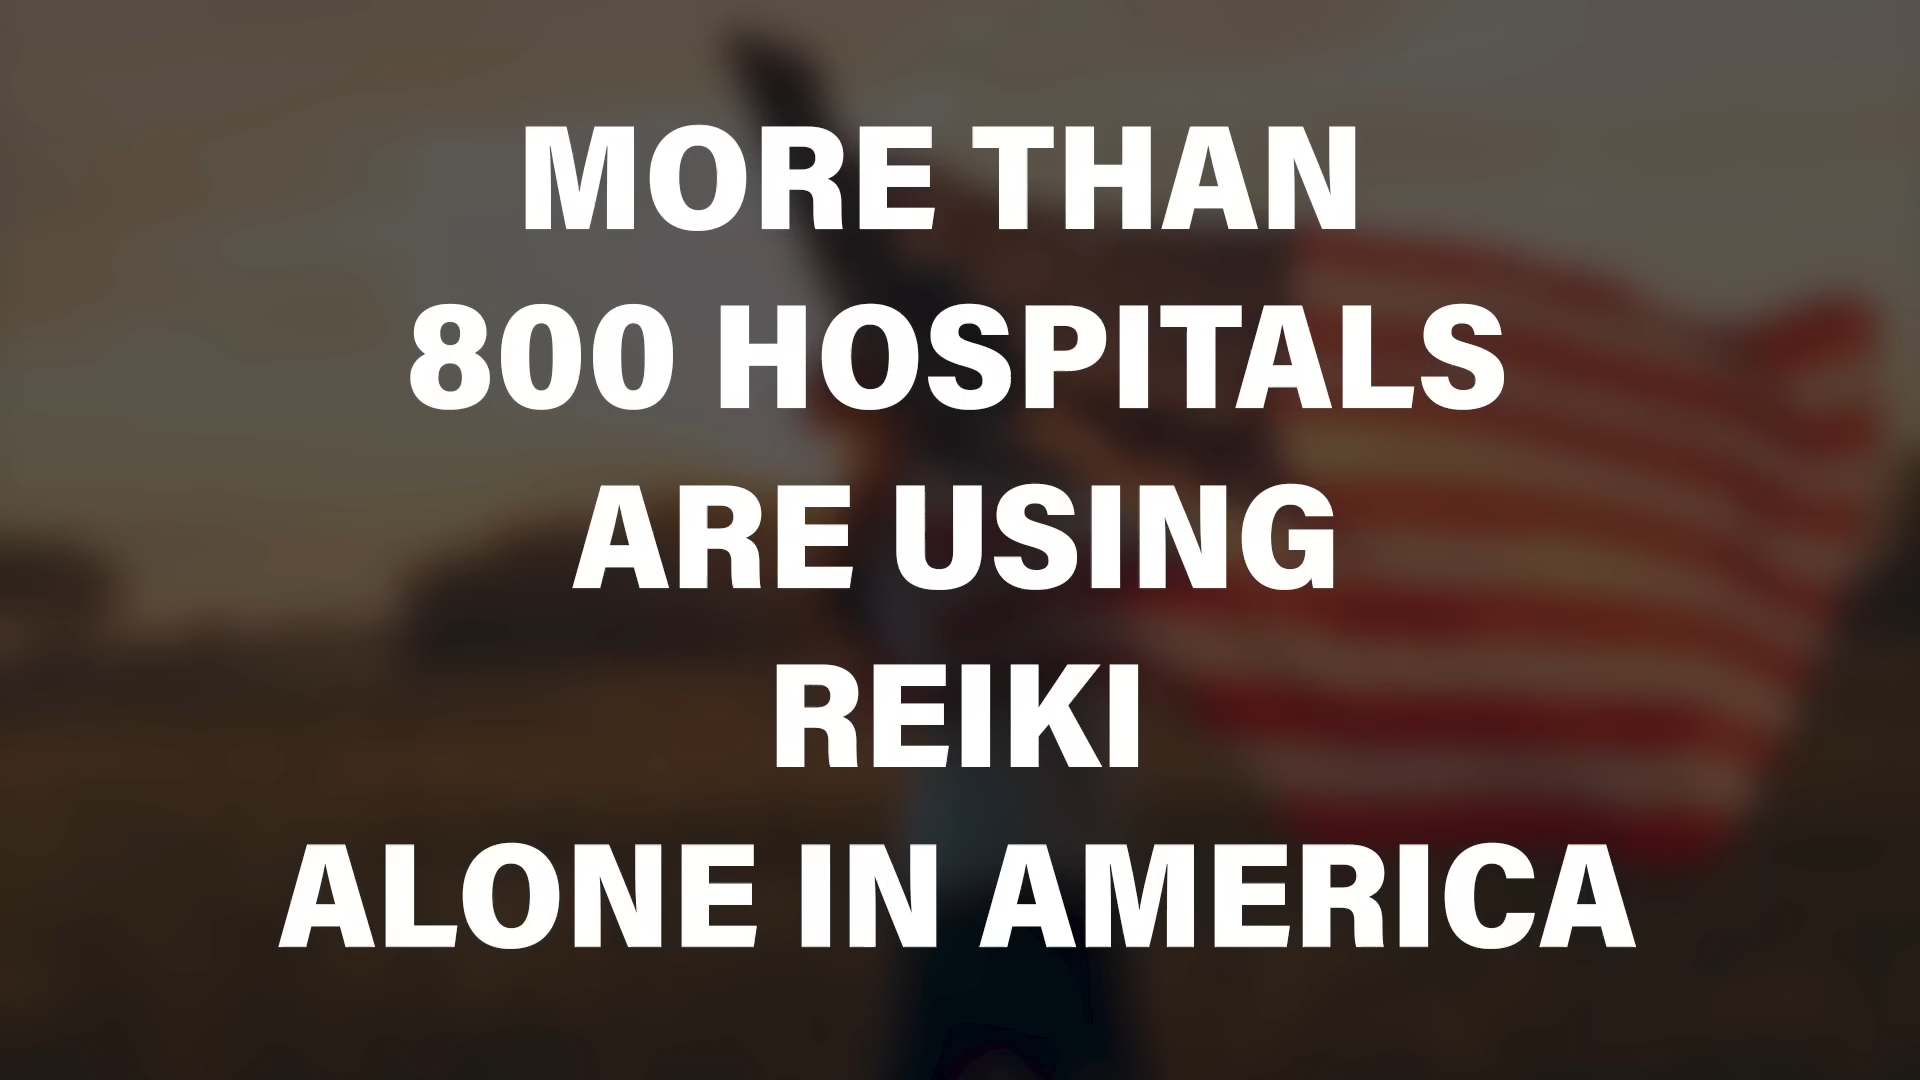 MORE THAN
800 HOSPITALS
ARE USING
REIKI
ALONE IN AMERICA